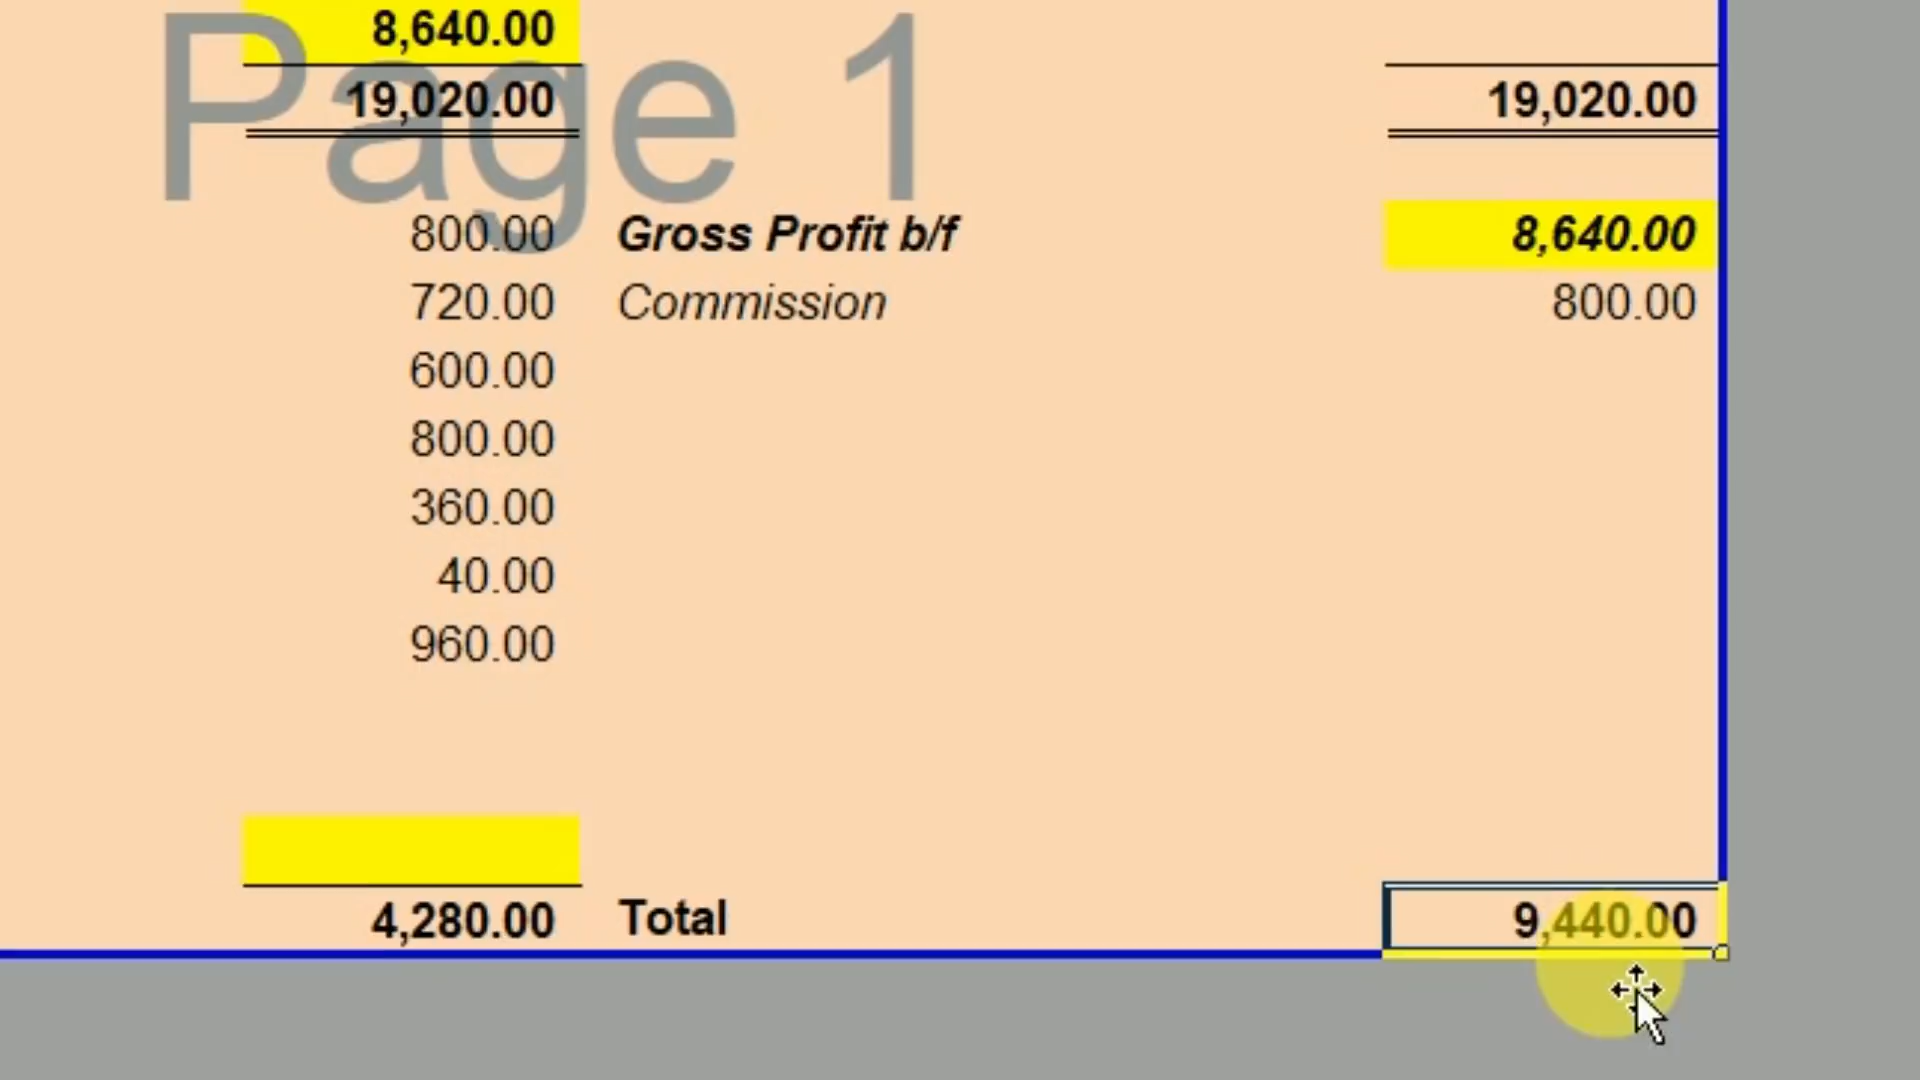 8,640.00
19,020.00 19,020.00
Page 1
800.00 Gross Profit b/f 8,640.00
720.00 Commission 800.00
600.00
800.00
360.00
40.00
960.00
4,280.00 Total 9,440.00